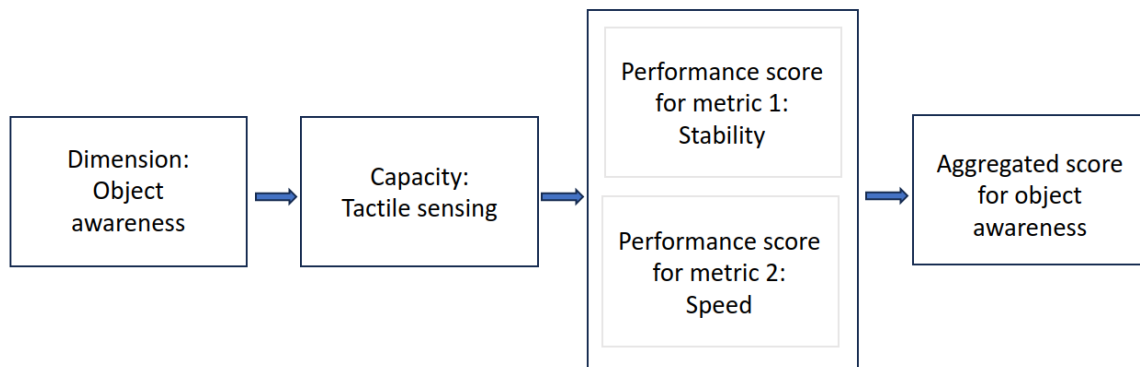 Dimension:
Object
awareness
Capacity:
Tactile sensing
Performance score
for metric 1:
Stability
Performance score
for metric 2:
Speed
Aggregated score
for object
awareness